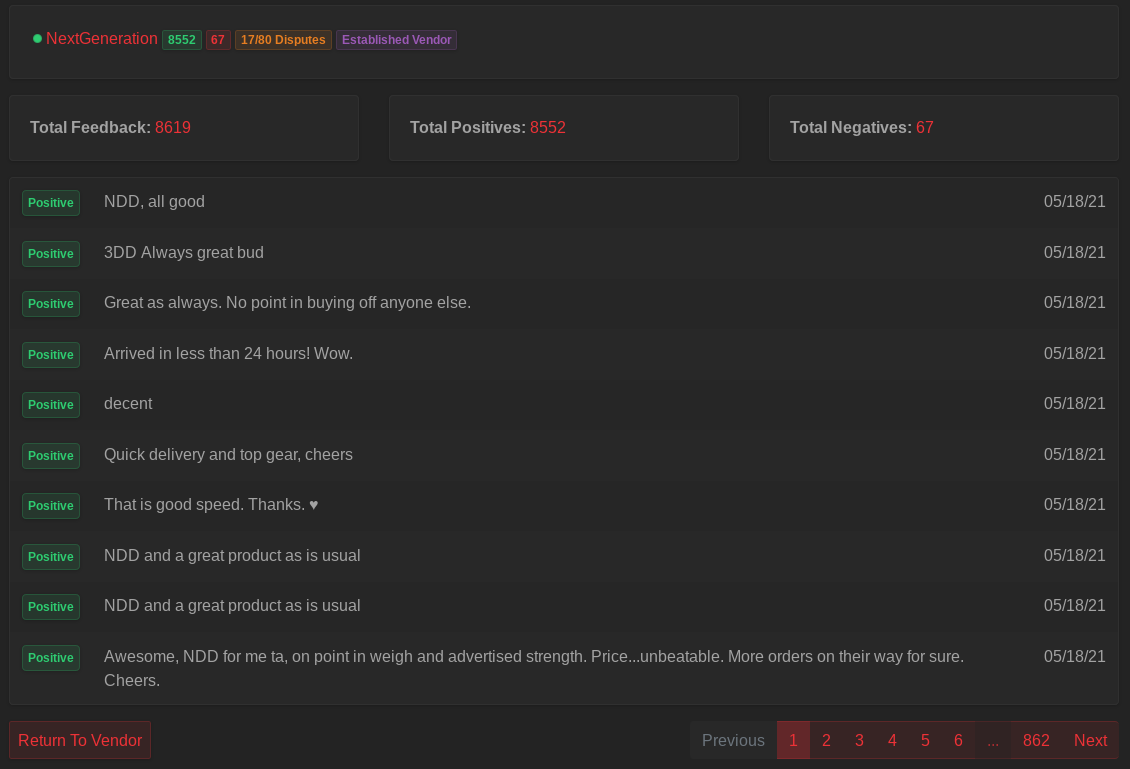 NextGeneration 8552 67 17/80 Disputes Established Vendor
Total Feedback: 8619 Total Positives: 8552 Total Negatives: 67
Positive NDD, all good 05/18/21
Positive 3DD Always great bud 05/18/21
Positive Great as always. No point in buying off anyone else. 05/18/21
Positive Arrived in less than 24 hours! Wow. 05/18/21
Positive decent 05/18/21
Positive Quick delivery and top gear, cheers 05/18/21
Positive That is good speed. Thanks. ♥ 05/18/21
Positive NDD and a great product as is usual 05/18/21
Positive NDD and a great product as is usual 05/18/21
Positive Awesome, NDD for me ta, on point in weigh and advertised strength. Price...unbeatable. More orders on their way for sure. 05/18/21
Cheers.
Return To Vendor Previous 1 2 3 4 5 6 ... 862 Next